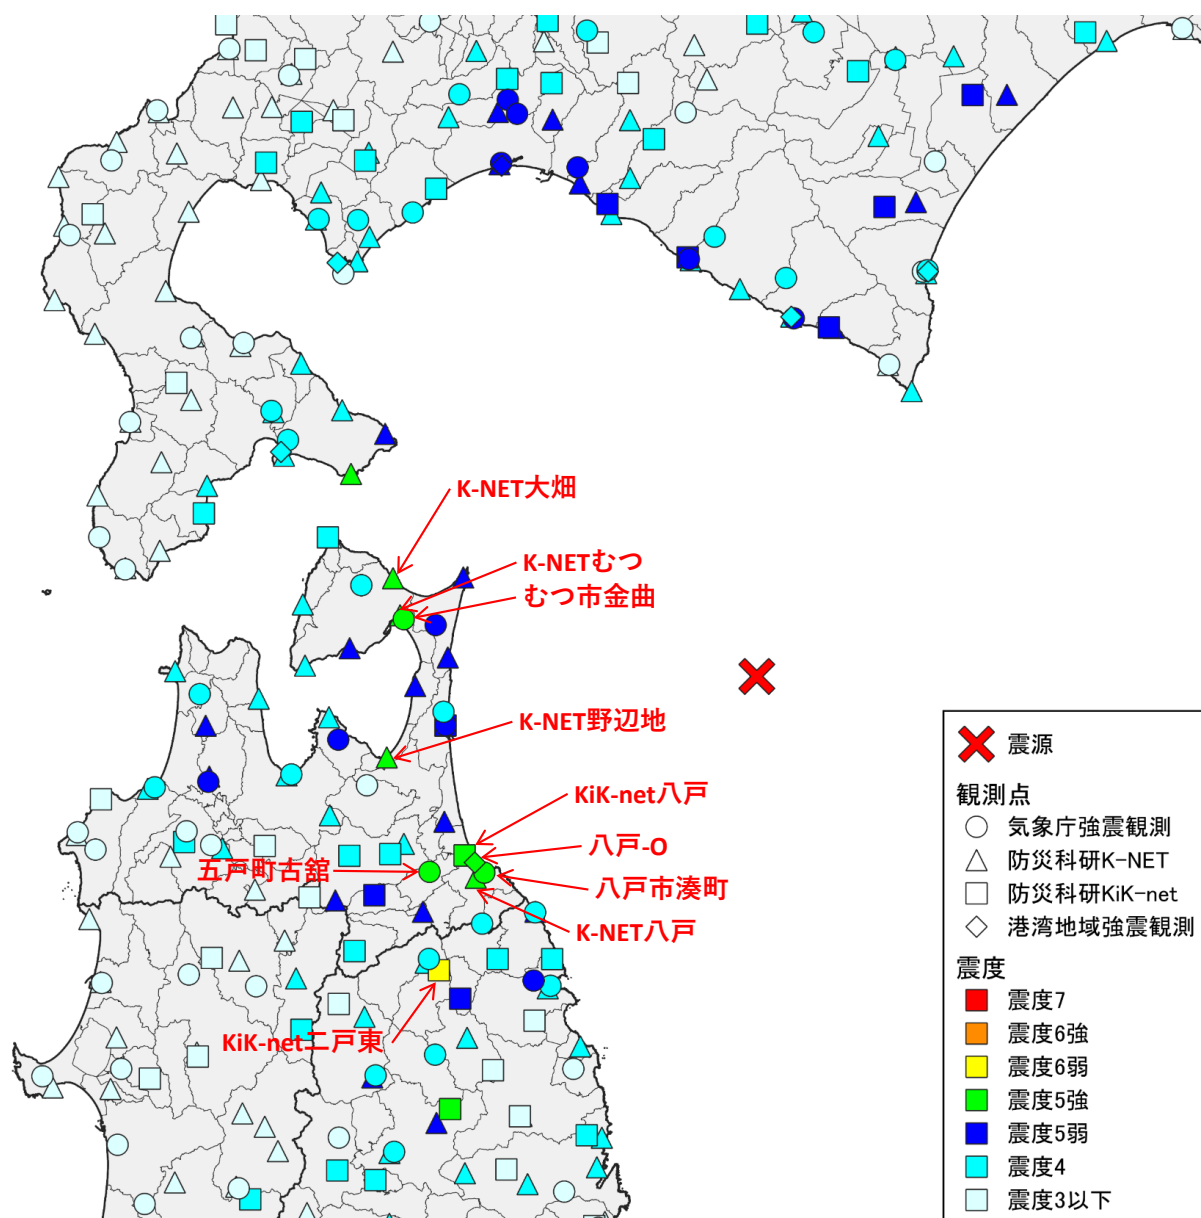 K-NET大畑
K-NETむつ
むつ市金曲
K-NET野辺地
KiK-net八戸
八戸-O
五戸町古舘
八戸市湊町
K-NET八戸
KiK-net二戸東
震源
観測点
気象庁強震観測
防災科研K-NET
防災科研KiK-net
港湾地域強震観測
震度
震度7
震度6強
震度6弱
震度5強
震度5弱
震度4
震度3以下